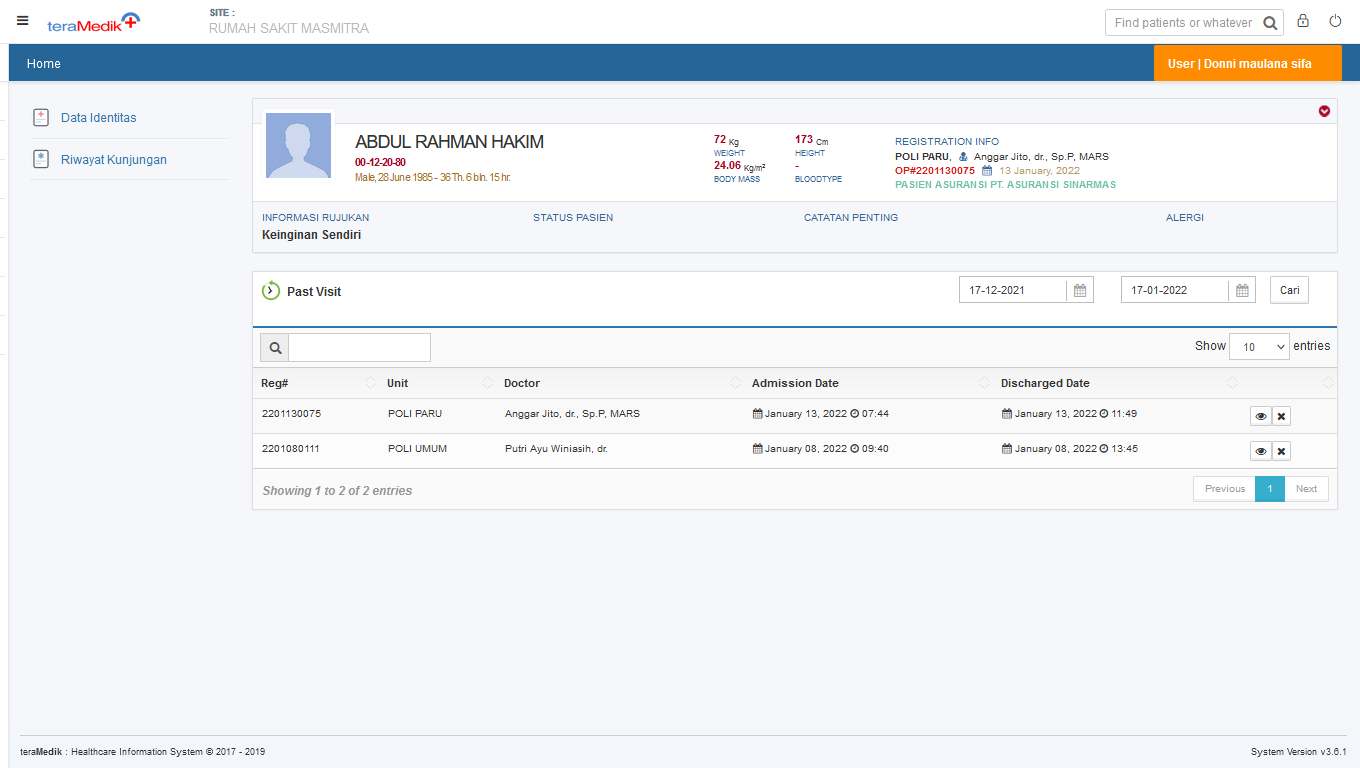 teraMedik
SITE :
RUMAH SAKIT MASMITRA
Find patients or whatever
Home
User | Donni maulana sifa
Data Identitas
Riwayat Kunjungan
ABDUL RAHMAN HAKIM
00-12-20-80
Male, 28 June 1985 - 36 Th. 6 bln. 15 hr.
72 Kg
WEIGHT
24.06 Kg/m²
BODY MASS
173 Cm
HEIGHT
-
BLOODTYPE
REGISTRATION INFO
POLI PARU, Anggar Jito, dr., Sp.P, MARS
OP#2201130075 13 January, 2022
PASIEN ASURANSI PT. ASURANSI SINARMAS
INFORMASI RUJUKAN
Keinginan Sendiri
STATUS PASIEN
CATATAN PENTING
ALERGI
Past Visit
17-12-2021
17-01-2022
Cari
Show 10 entries
Reg# Unit Doctor Admission Date Discharged Date
2201130075 POLI PARU Anggar Jito, dr., Sp.P, MARS January 13, 2022 07:44 January 13, 2022 11:49
2201080111 POLI UMUM Putri Ayu Winiasih, dr. January 08, 2022 09:40 January 08, 2022 13:45
Showing 1 to 2 of 2 entries
Previous 1 Next
teraMedik : Healthcare Information System © 2017 - 2019
System Version v3.6.1